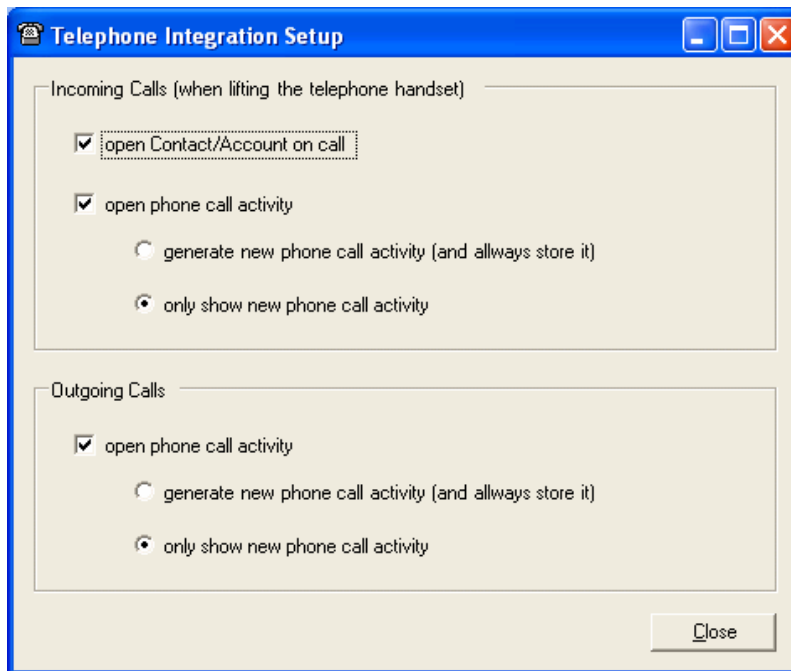 Telephone Integration Setup
Incoming Calls (when lifting the telephone handset)
open Contact/Account on call
open phone call activity
generate new phone call activity (and allways store it)
only show new phone call activity
Outgoing Calls
open phone call activity
generate new phone call activity (and allways store it)
only show new phone call activity
Close